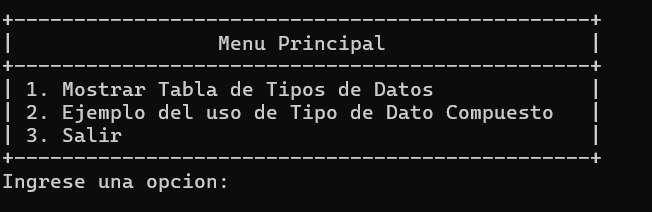 +------------------------------------------------+
|                 Menu Principal                 |
+------------------------------------------------+
| 1. Mostrar Tabla de Tipos de Datos             |
| 2. Ejemplo del uso de Tipo de Dato Compuesto   |
| 3. Salir                                       |
+------------------------------------------------+
Ingrese una opcion: